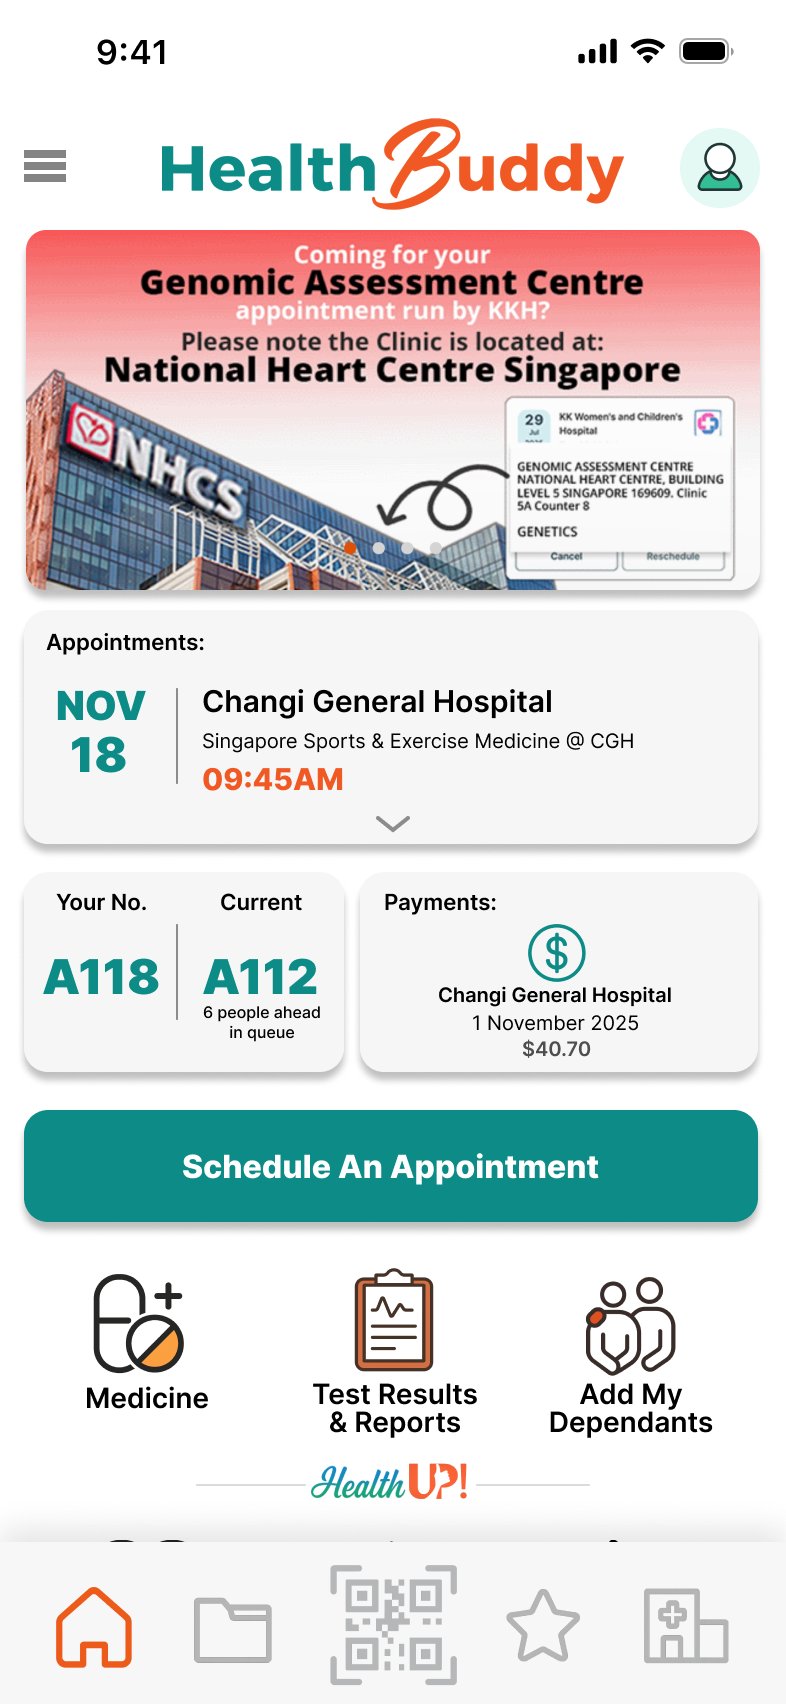 9:41
HealthBuddy
Coming for your
Genomic Assessment Centre
appointment run by KKH?
Please note the Clinic is located at:
National Heart Centre Singapore
NHCS
29
Jul
KK Women's and Children's
Hospital
GENOMIC ASSESSMENT CENTRE
NATIONAL HEART CENTRE, BUILDING
LEVEL 5 SINGAPORE 169609. Clinic
5A Counter 8
GENETICS
Cancel
Reschedule
Appointments:
NOV
18
Changi General Hospital
Singapore Sports & Exercise Medicine @ CGH
09:45AM
Your No.
Current
A118
A112
6 people ahead
in queue
Payments:
Changi General Hospital
1 November 2025
$40.70
Schedule An Appointment
Medicine
Test Results
& Reports
Add My
Dependants
Health UP!